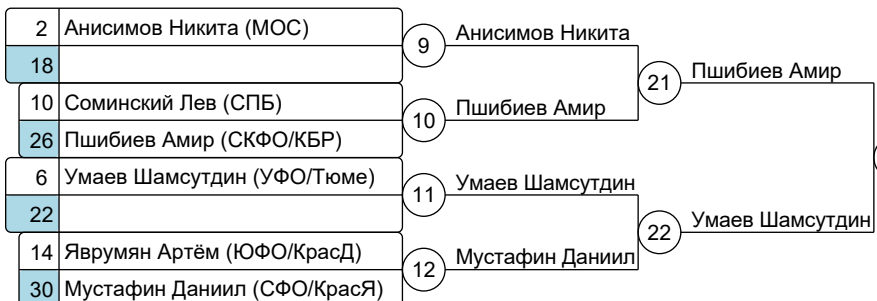 2 Анисимов Никита (МОС)
18
10 Соминский Лев (СПБ)
26 Пшибиев Амир (СКФО/КБР)
6 Умаев Шамсутдин (УФО/Тюме)
22
14 Яврумян Артём (ЮФО/КрасД)
30 Мустафин Даниил (СФО/КрасЯ)
9 Анисимов Никита
10 Пшибиев Амир
11 Умаев Шамсутдин
12 Мустафин Даниил
21 Пшибиев Амир
22 Умаев Шамсутдин